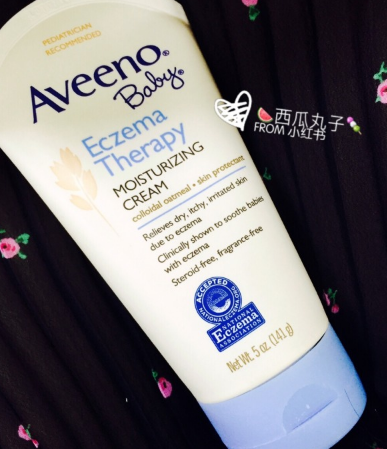 PEDIATRICIAN
RECOMMENDED
Aveeno®
Baby®
Eczema
Therapy
MOISTURIZING
CREAM
colloidal oatmeal • skin protectant
Relieves dry, itchy, irritated skin
due to eczema
Clinically shown to soothe babies
with eczema
Steroid-free, fragrance-free
ACCEPTED
NATIONALECZEMA
NATIONAL
Eczema
ASSOCIATION
Net Wt. 5 oz. (141 g)
🍉西瓜丸子🍡
FROM 小红书